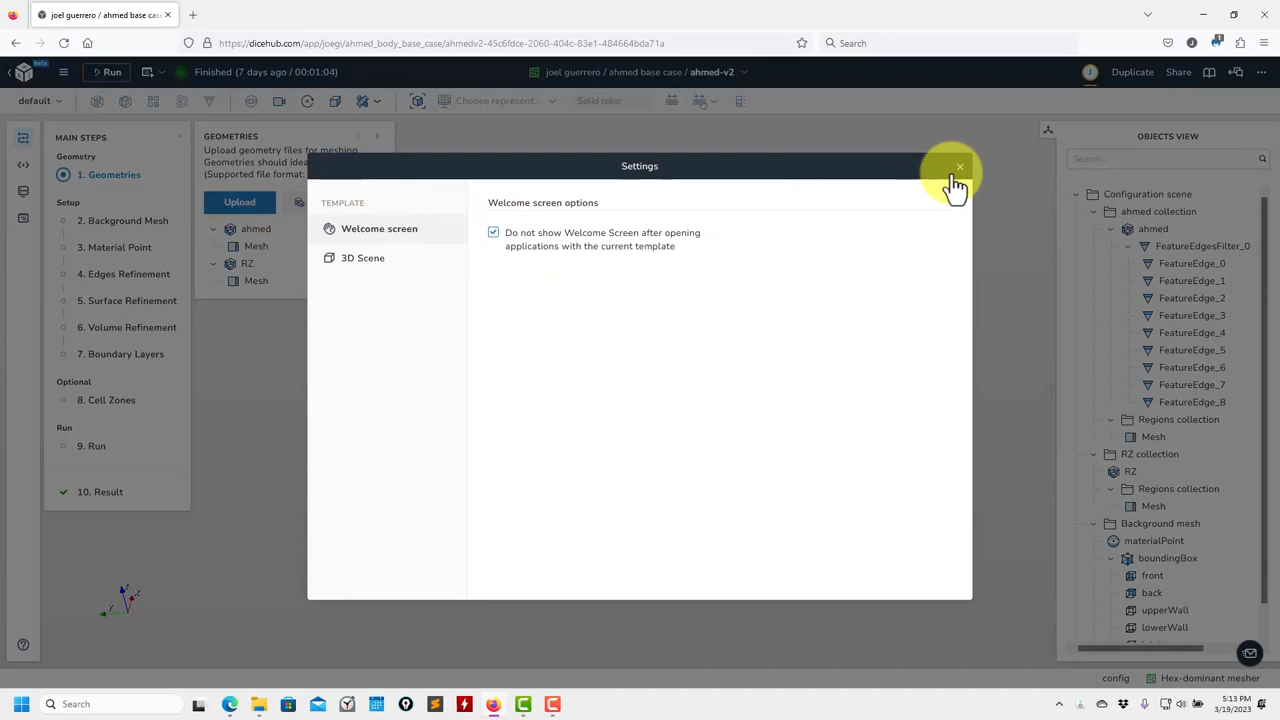 joel guerrero / ahmed base cas
https://dicehub.com/app/joegi/ahmed_body_base_case/ahmedv2-45c6fdce-2060-404c-83e1-484664bda71a
Search
beta
Run
Finished (7 days ago / 00:01:04)
joel guerrero / ahmed base case / ahmed-v2
Duplicate
Share
default
Choose represent...
Solid color
MAIN STEPS
Geometry
1. Geometries
Setup
2. Background Mesh
3. Material Point
4. Edges Refinement
5. Surface Refinement
6. Volume Refinement
7. Boundary Layers
Optional
8. Cell Zones
Run
9. Run
10. Result
GEOMETRIES
Upload geometry files for meshing.
Geometries should idea
(Supported file format:
Upload
ahmed
Mesh
RZ
Mesh
Settings
TEMPLATE
Welcome screen
3D Scene
Welcome screen options
Do not show Welcome Screen after opening
applications with the current template
OBJECTS VIEW
Search...
Configuration scene
ahmed collection
ahmed
FeatureEdgesFilter_0
FeatureEdge_0
FeatureEdge_1
FeatureEdge_2
FeatureEdge_3
FeatureEdge_4
FeatureEdge_5
FeatureEdge_6
FeatureEdge_7
FeatureEdge_8
Regions collection
Mesh
RZ collection
RZ
Regions collection
Mesh
Background mesh
materialPoint
boundingBox
front
back
upperWall
lowerWall
config
Hex-dominant mesher
Search
5:13 PM
3/19/2023